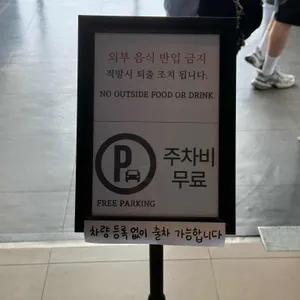 외부 음식 반입 금지
적발시 퇴출 조치 됩니다.
NO OUTSIDE FOOD OR DRINK
P
주차비
무료
FREE PARKING
차량 등록 없이 출차 가능합니다